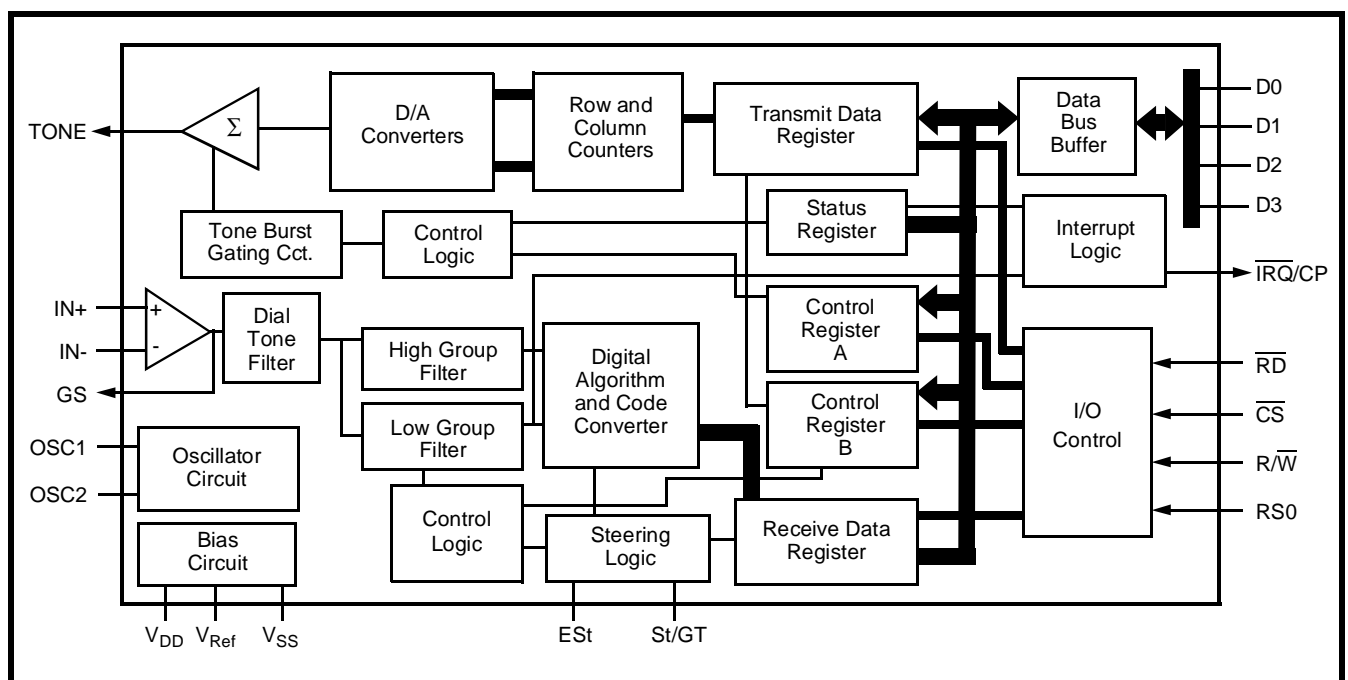 TONE
Σ
D/A
Converters
Row and
Column
Counters
Transmit Data
Register
Data
Bus
Buffer
D0
D1
D2
D3
Tone Burst
Gating Cct.
Control
Logic
Status
Register
Interrupt
Logic
I̅R̅Q̅/CP
IN+
IN-
GS
+
-
Dial
Tone
Filter
High Group
Filter
Low Group
Filter
Digital
Algorithm
and Code
Converter
Control
Register
A
Control
Register
B
I/O
Control
R̅D̅
C̅S̅
R/W̅
RS0
OSC1
OSC2
Oscillator
Circuit
Bias
Circuit
Control
Logic
Steering
Logic
Receive Data
Register
VDD
VRef
VSS
ESt
St/GT